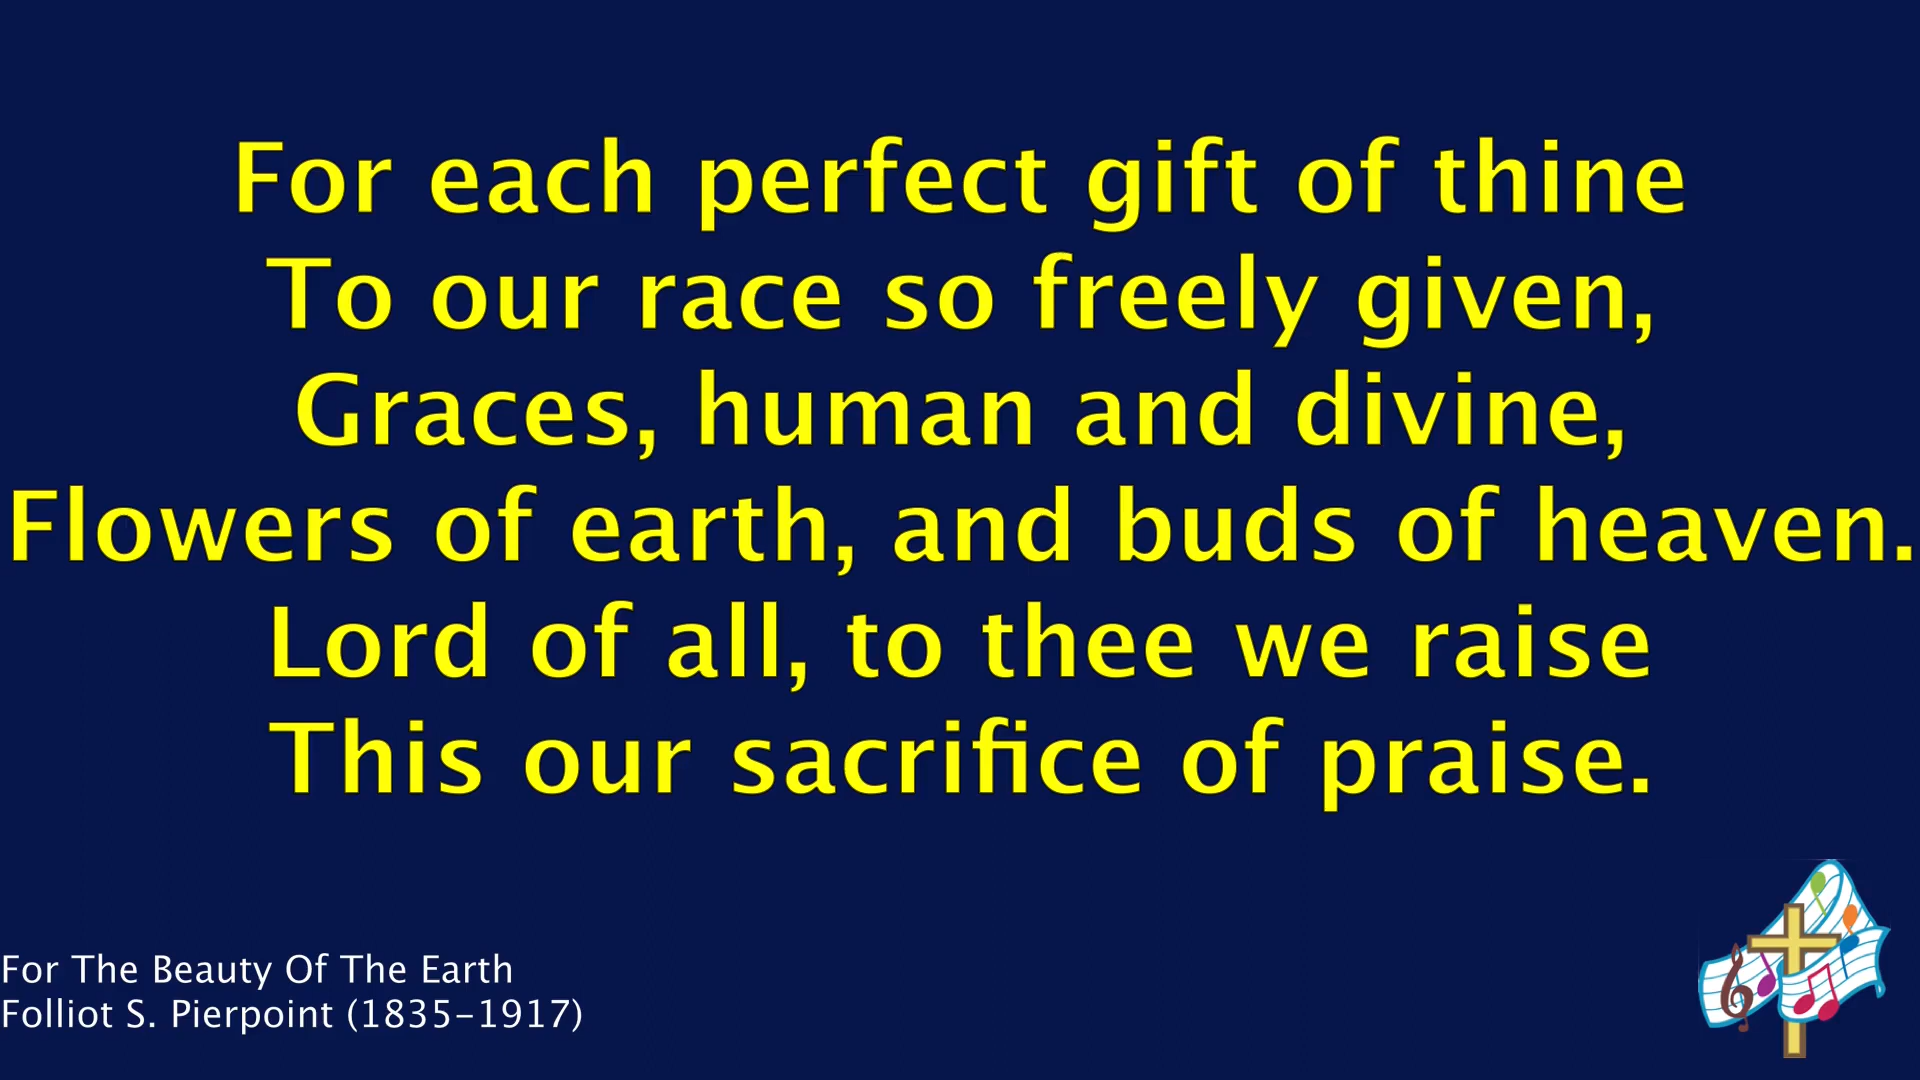 For each perfect gift of thine
To our race so freely given,
Graces, human and divine,
Flowers of earth, and buds of heaven.
Lord of all, to thee we raise
This our sacrifice of praise.
For The Beauty Of The Earth
Folliot S. Pierpoint (1835-1917)